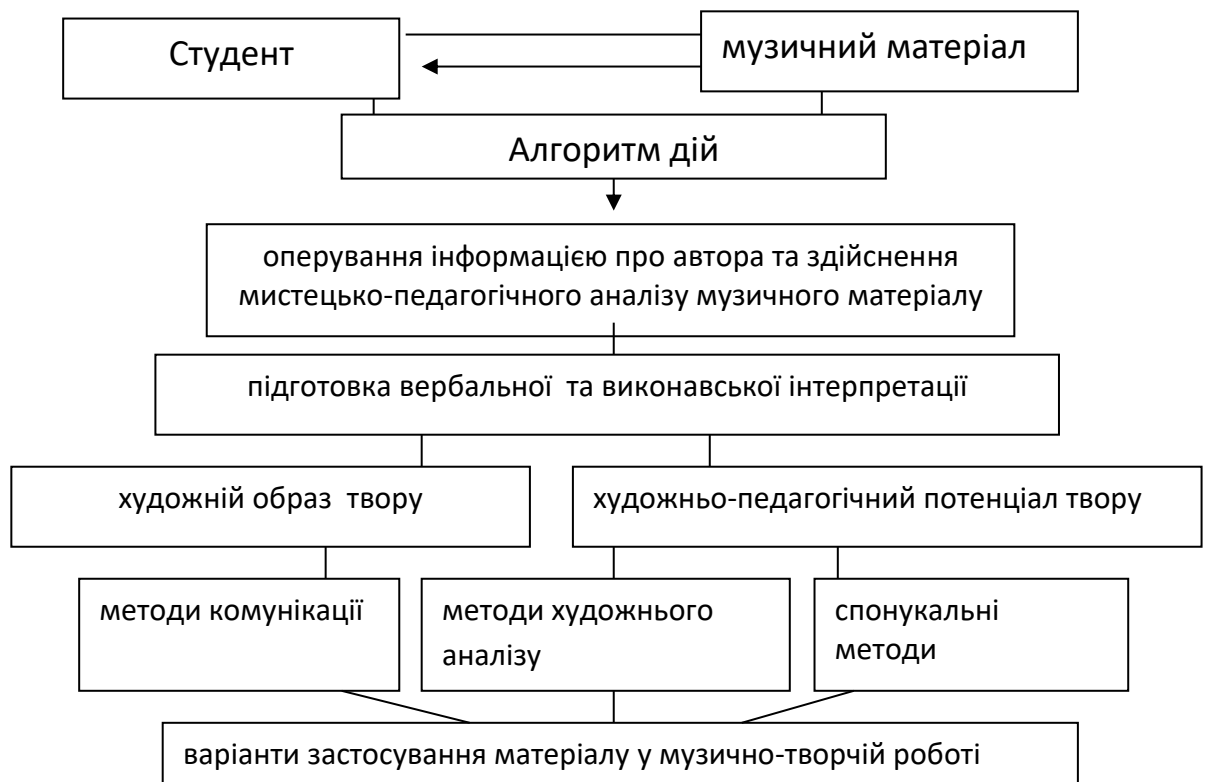 Студент
музичний матеріал
Алгоритм дій
оперування інформацією про автора та здійснення
мистецько-педагогічного аналізу музичного матеріалу
підготовка вербальної та виконавської інтерпретації
художній образ твору
художньо-педагогічний потенціал твору
методи комунікації
методи художнього
аналізу
спонукальні
методи
варіанти застосування матеріалу у музично-творчій роботі